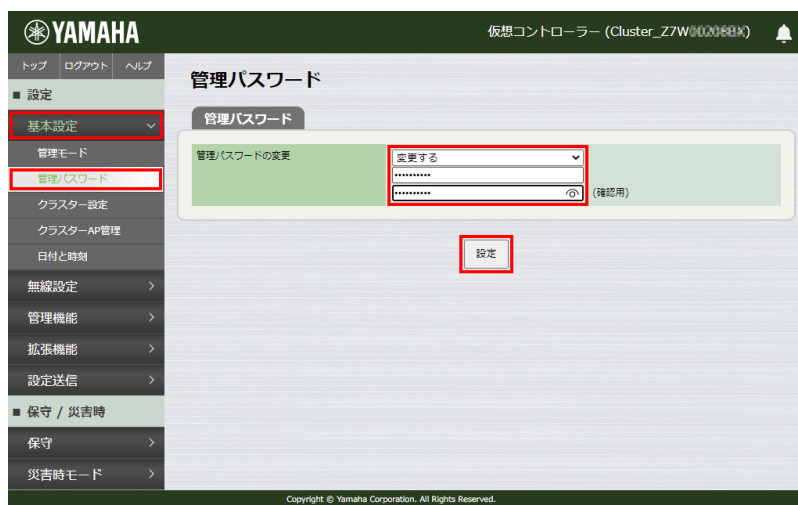 YAMAHA
仮想コントローラー (Cluster_Z7W
トップ ログアウト ヘルプ
■ 設定
基本設定
管理モード
管理パスワード
クラスター設定
クラスターAP管理
日付と時刻
無線設定
管理機能
拡張機能
設定送信
■ 保守 / 災害時
保守
災害時モード
管理パスワード
管理パスワード
管理パスワードの変更
変更する
••••••••••
••••••••••
(確認用)
設定
Copyright © Yamaha Corporation. All Rights Reserved.